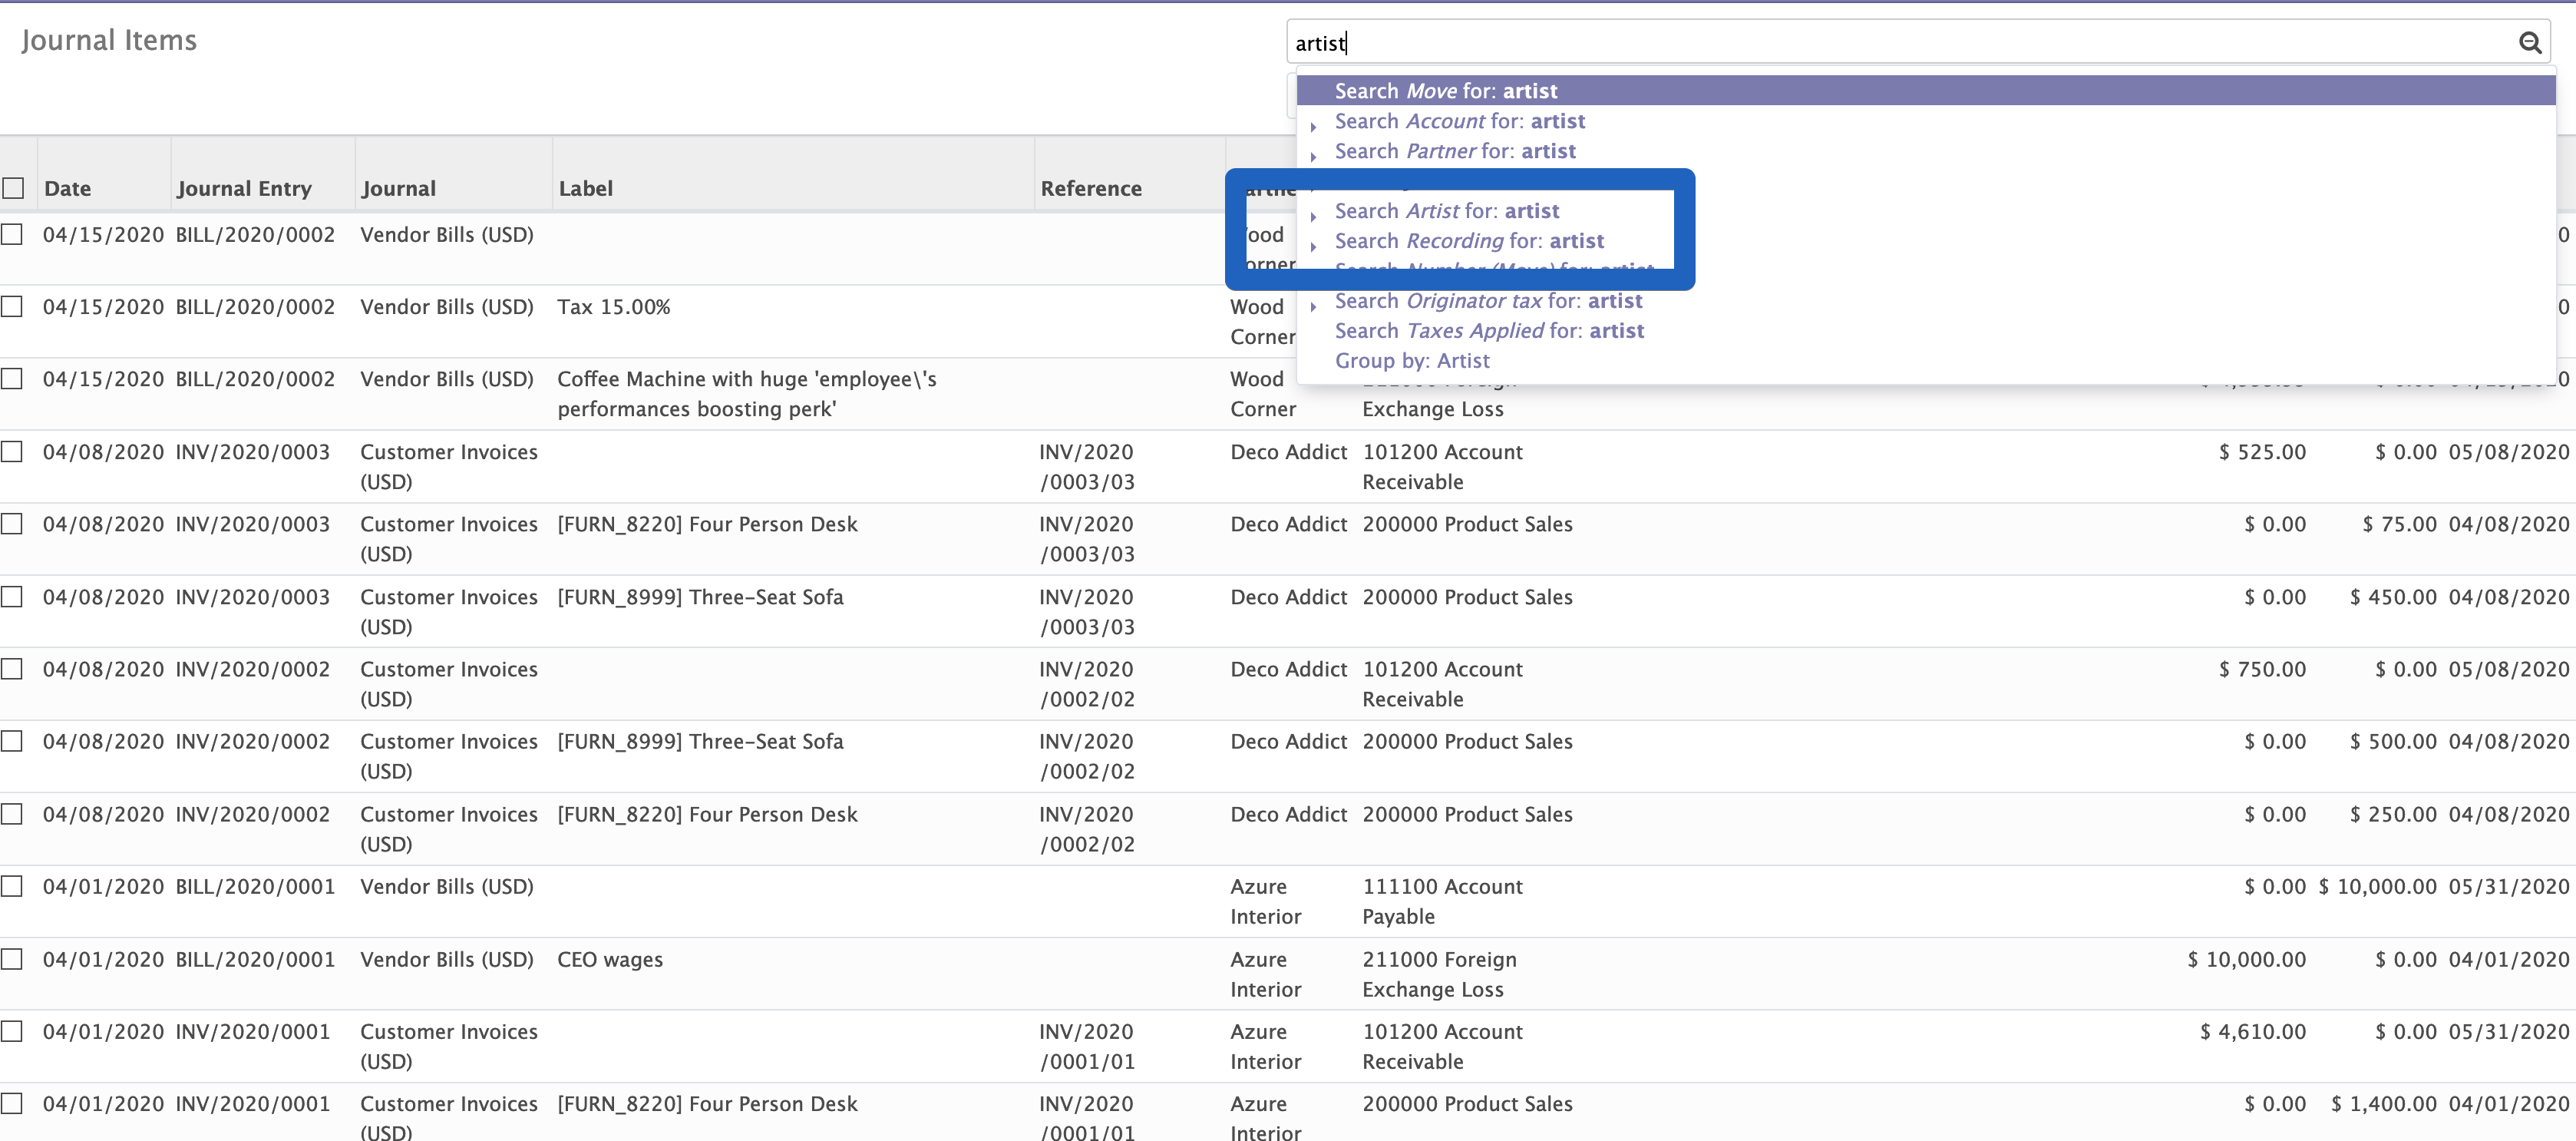 Journal Items
artist
Search Move for: artist
Search Account for: artist
Search Partner for: artist
Search Artist for: artist
Search Recording for: artist
Search Number (Move) for: artist
Search Originator tax for: artist
Search Taxes Applied for: artist
Group by: Artist
Date Journal Entry Journal Label Reference
04/15/2020 BILL/2020/0002 Vendor Bills (USD)
04/15/2020 BILL/2020/0002 Vendor Bills (USD) Tax 15.00% Wood
Corner
04/15/2020 BILL/2020/0002 Vendor Bills (USD) Coffee Machine with huge 'employee\'s Wood
performances boosting perk' Corner Exchange Loss
04/08/2020 INV/2020/0003 Customer Invoices INV/2020 Deco Addict 101200 Account $ 525.00 $ 0.00 05/08/2020
(USD) /0003/03 Receivable
04/08/2020 INV/2020/0003 Customer Invoices [FURN_8220] Four Person Desk INV/2020 Deco Addict 200000 Product Sales $ 0.00 $ 75.00 04/08/2020
(USD) /0003/03
04/08/2020 INV/2020/0003 Customer Invoices [FURN_8999] Three-Seat Sofa INV/2020 Deco Addict 200000 Product Sales $ 0.00 $ 450.00 04/08/2020
(USD) /0003/03
04/08/2020 INV/2020/0002 Customer Invoices INV/2020 Deco Addict 101200 Account $ 750.00 $ 0.00 05/08/2020
(USD) /0002/02 Receivable
04/08/2020 INV/2020/0002 Customer Invoices [FURN_8999] Three-Seat Sofa INV/2020 Deco Addict 200000 Product Sales $ 0.00 $ 500.00 04/08/2020
(USD) /0002/02
04/08/2020 INV/2020/0002 Customer Invoices [FURN_8220] Four Person Desk INV/2020 Deco Addict 200000 Product Sales $ 0.00 $ 250.00 04/08/2020
(USD) /0002/02
04/01/2020 BILL/2020/0001 Vendor Bills (USD) Azure 111100 Account $ 0.00 $ 10,000.00 05/31/2020
Interior Payable
04/01/2020 BILL/2020/0001 Vendor Bills (USD) CEO wages Azure 211000 Foreign $ 10,000.00 $ 0.00 04/01/2020
Interior Exchange Loss
04/01/2020 INV/2020/0001 Customer Invoices INV/2020 Azure 101200 Account $ 4,610.00 $ 0.00 05/31/2020
(USD) /0001/01 Interior Receivable
04/01/2020 INV/2020/0001 Customer Invoices [FURN_8220] Four Person Desk INV/2020 Azure 200000 Product Sales $ 0.00 $ 1,400.00 04/01/2020
(USD) /0001/01 Interior